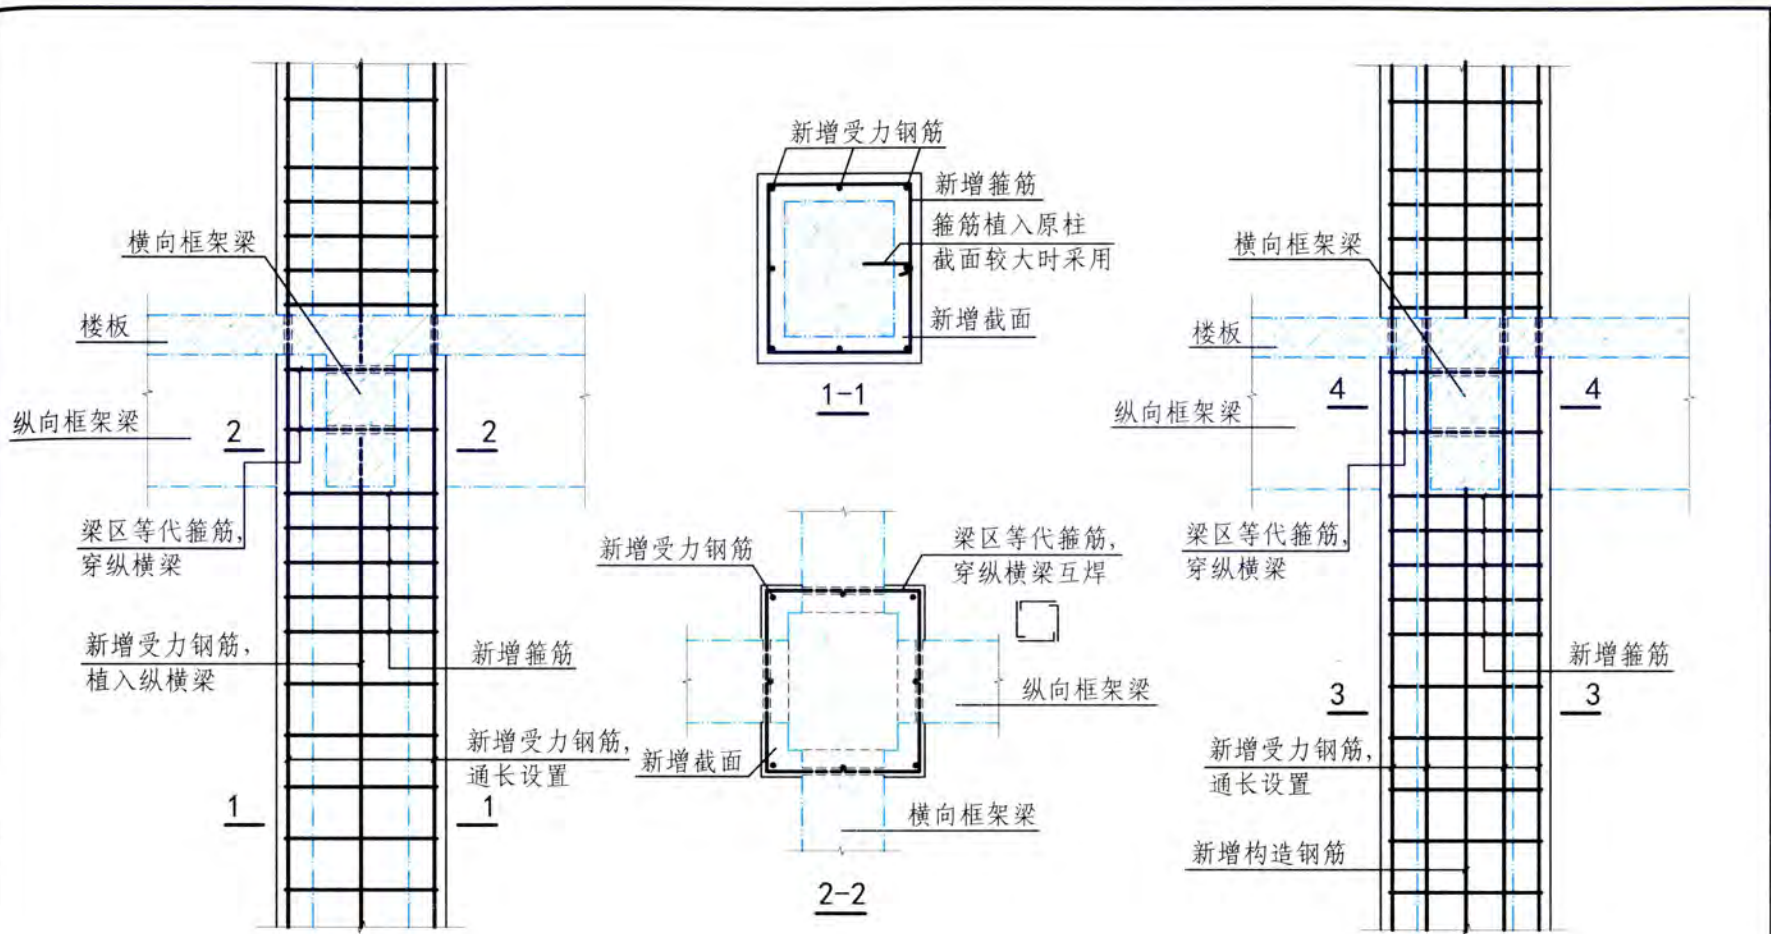 横向框架梁
楼板
纵向框架梁
2
2
梁区等代箍筋,
穿纵横梁
新增受力钢筋,
植入纵横梁
新增箍筋
新增受力钢筋,
通长设置
1
1
新增受力钢筋
新增箍筋
箍筋植入原柱
截面较大时采用
新增截面
1-1
新增受力钢筋
梁区等代箍筋,
穿纵横梁互焊
纵向框架梁
新增截面
横向框架梁
2-2
横向框架梁
楼板
纵向框架梁
4
4
梁区等代箍筋,
穿纵横梁
新增箍筋
3
3
新增受力钢筋,
通长设置
新增构造钢筋